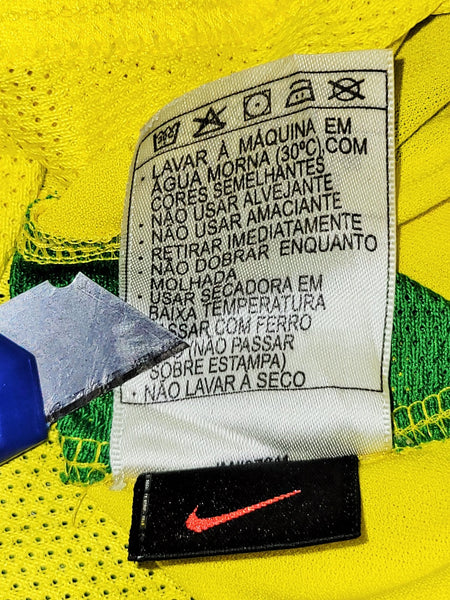 · LAVAR À MÁQUINA EM
ÁGUA MORNA (30ºC),COM
CORES SEMELHANTES
· NÃO USAR ALVEJANTE
· NÃO USAR AMACIANTE
· RETIRAR IMEDIATAMENTE
· NÃO DOBRAR ENQUANTO
MOLHADA
· USAR SECADORA EM
BAIXA TEMPERATURA
PASSAR COM FERRO
(NÃO PASSAR
SOBRE ESTAMPA)
· NÃO LAVAR À SECO